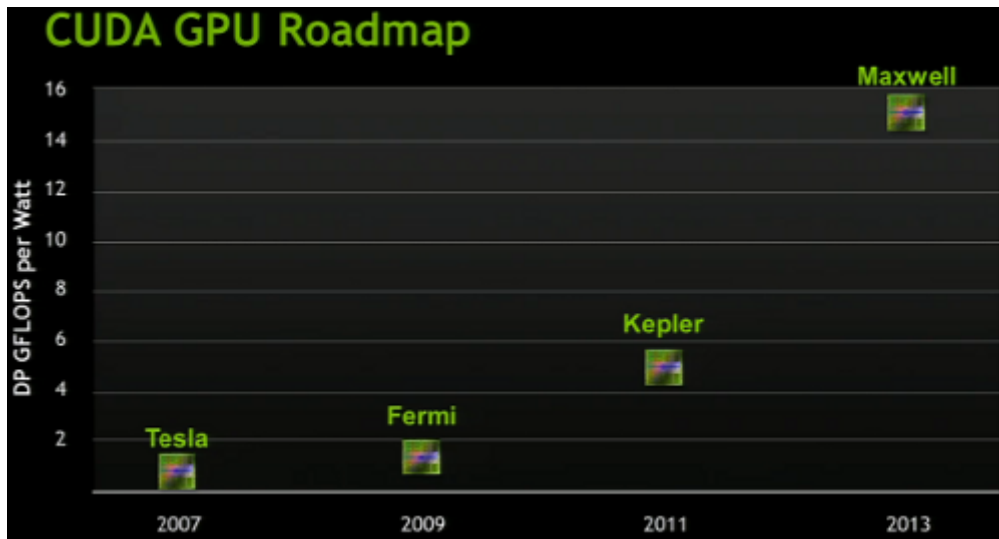 CUDA GPU Roadmap
Maxwell
16
14
12
10
8
6
4
2
DP GFLOPS per Watt
Kepler
Fermi
Tesla
2007
2009
2011
2013